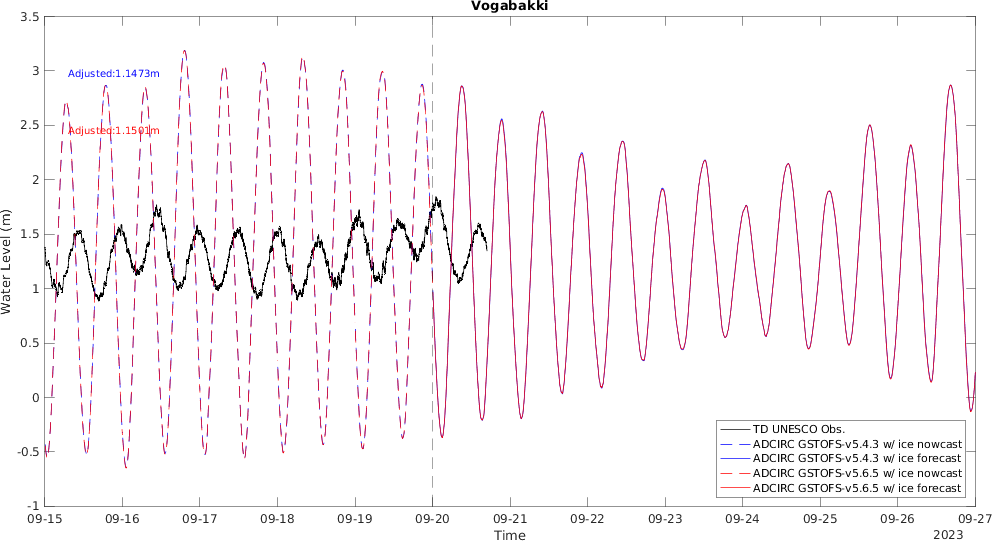 Vogabakki
3.5
3
2.5
2
1.5
1
0.5
0
-0.5
-1
Water Level (m)
Adjusted:1.1473m
Adjusted:1.1501m
TD UNESCO Obs.
ADCIRC GSTOFS-v5.4.3 w/ ice nowcast
ADCIRC GSTOFS-v5.4.3 w/ ice forecast
ADCIRC GSTOFS-v5.6.5 w/ ice nowcast
ADCIRC GSTOFS-v5.6.5 w/ ice forecast
09-15 09-16 09-17 09-18 09-19 09-20 09-21 09-22 09-23 09-24 09-25 09-26 09-27
Time
2023